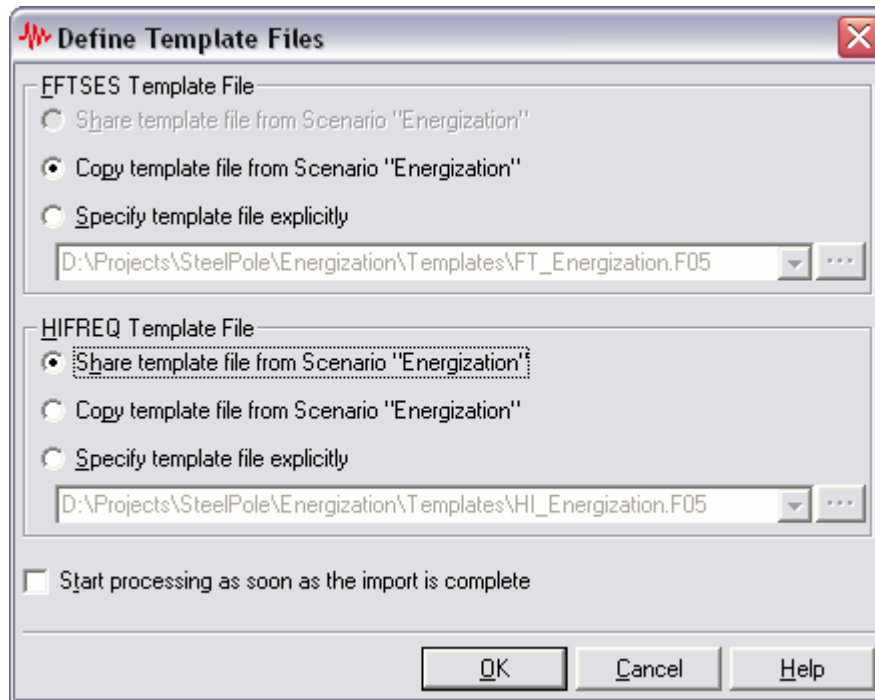 Define Template Files
FFTSES Template File
Share template file from Scenario "Energization"
Copy template file from Scenario "Energization"
Specify template file explicitly
D:\Projects\SteelPole\Energization\Templates\FT_Energization.F05
HIFREQ Template File
Share template file from Scenario "Energization"
Copy template file from Scenario "Energization"
Specify template file explicitly
D:\Projects\SteelPole\Energization\Templates\HI_Energization.F05
Start processing as soon as the import is complete
OK Cancel Help